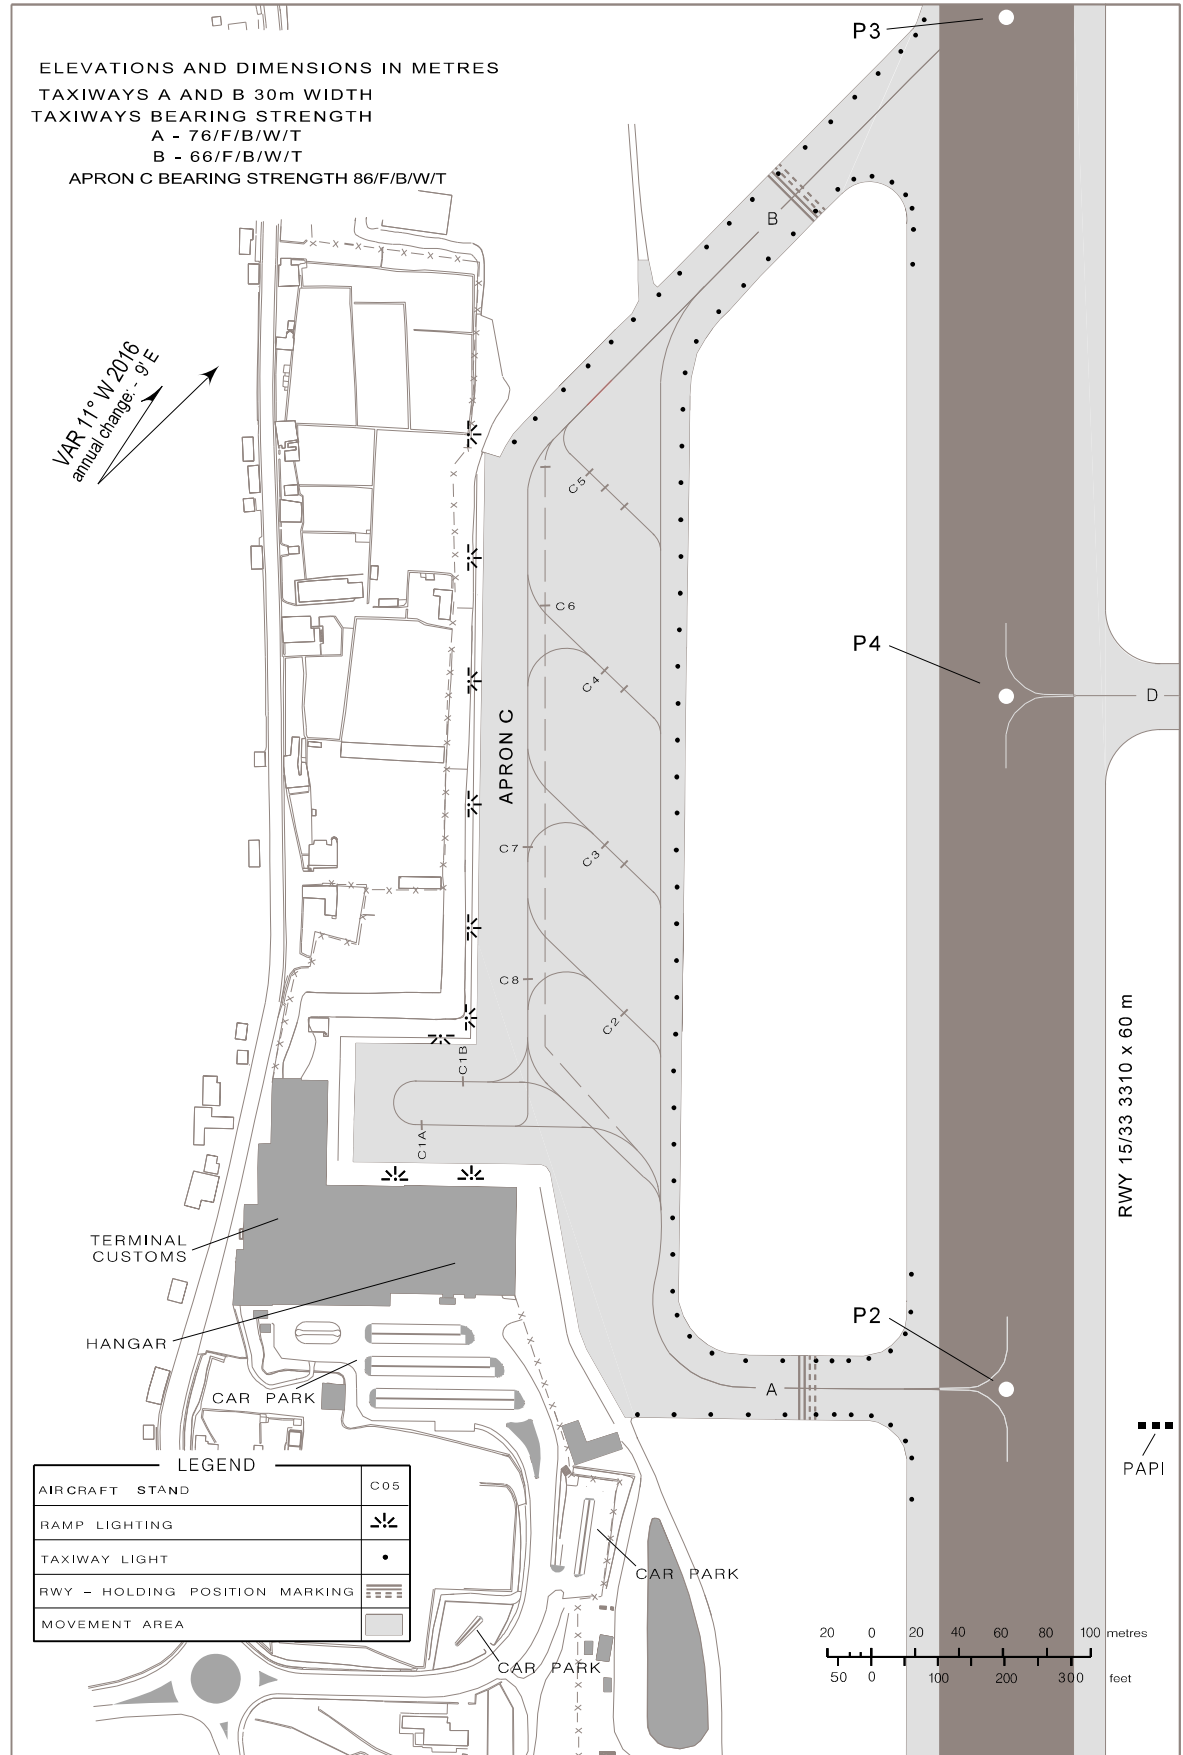 P3
ELEVATIONS AND DIMENSIONS IN METRES
TAXIWAYS A AND B 30m WIDTH
TAXIWAYS BEARING STRENGTH
A - 76/F/B/W/T
B - 66/F/B/W/T
APRON C BEARING STRENGTH 86/F/B/W/T
B
VAR 11° W 2016
annual change: - 9' E
C5
C6
P4
C4
D
APRON C
C7
C3
C8
C2
C1B
C1A
RWY 15/33 3310 x 60 m
TERMINAL
CUSTOMS
HANGAR
P2
CAR PARK
A
PAPI
LEGEND
AIRCRAFT STAND C05
RAMP LIGHTING
TAXIWAY LIGHT
RWY - HOLDING POSITION MARKING
MOVEMENT AREA
CAR PARK
CAR PARK
20 0 20 40 60 80 100 metres
50 0 100 200 300 feet